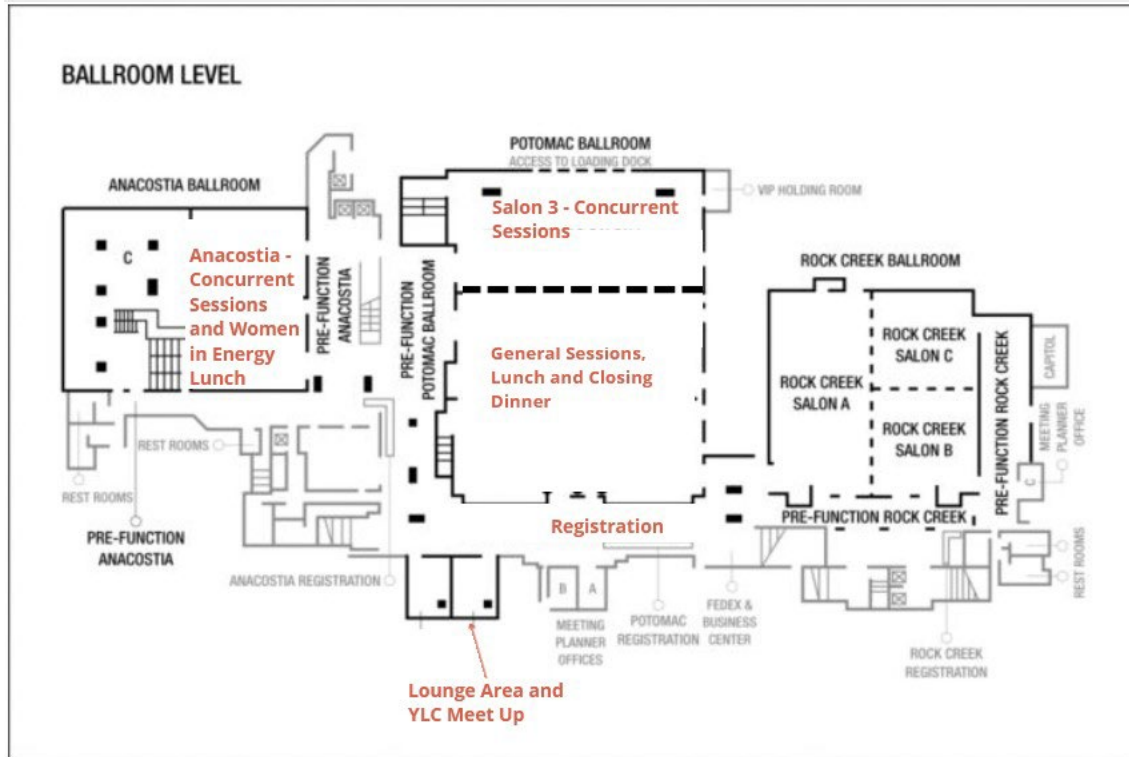 BALLROOM LEVEL
POTOMAC BALLROOM
ACCESS TO LOADING DOCK
ANACOSTIA BALLROOM
VIP HOLDING ROOM
Salon 3 - Concurrent
Sessions
C
Anacostia -
Concurrent
Sessions
and Women
in Energy
Lunch
PRE-FUNCTION
ANACOSTIA
PRE-FUNCTION
POTOMAC BALLROOM
General Sessions,
Lunch and Closing
Dinner
ROCK CREEK BALLROOM
ROCK CREEK
SALON A
ROCK CREEK
SALON C
ROCK CREEK
SALON B
PRE-FUNCTION ROCK CREEK
CAPITOL
MEETING
PLANNER
OFFICE
C
REST ROOMS
REST ROOMS
PRE-FUNCTION
ANACOSTIA
Registration
PRE-FUNCTION ROCK CREEK
ANACOSTIA REGISTRATION
B
A
MEETING
PLANNER
OFFICES
POTOMAC
REGISTRATION
FEDEX &
BUSINESS
CENTER
REST ROOMS
ROCK CREEK
REGISTRATION
Lounge Area and
YLC Meet Up